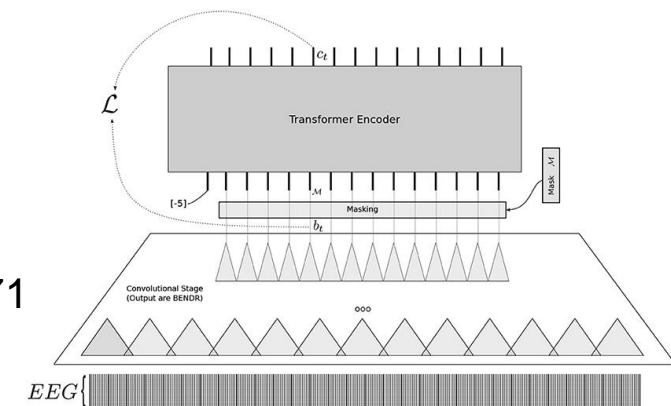 c_t
ℒ
Transformer Encoder
ℳ
[-5]
Mask ℳ
Masking
b_t
71
Convolutional Stage
(Output are BENDR)
EEG{